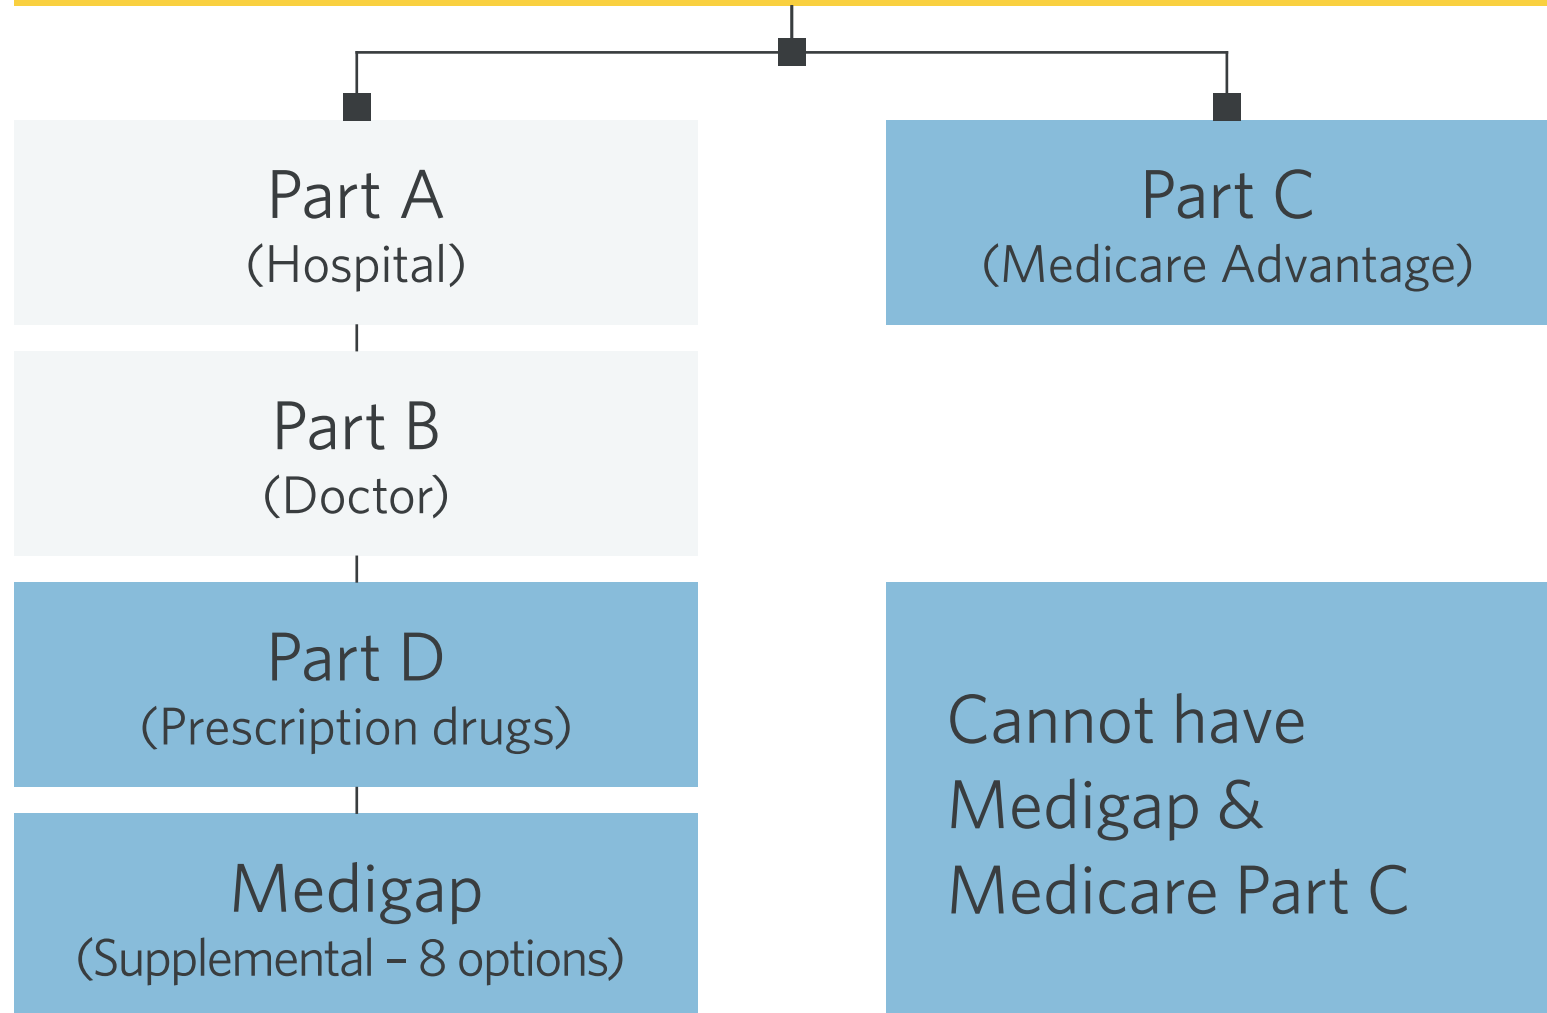 Part A
(Hospital)
Part C
(Medicare Advantage)
Part B
(Doctor)
Part D
(Prescription drugs)
Medigap
(Supplemental – 8 options)
Cannot have
Medigap &
Medicare Part C